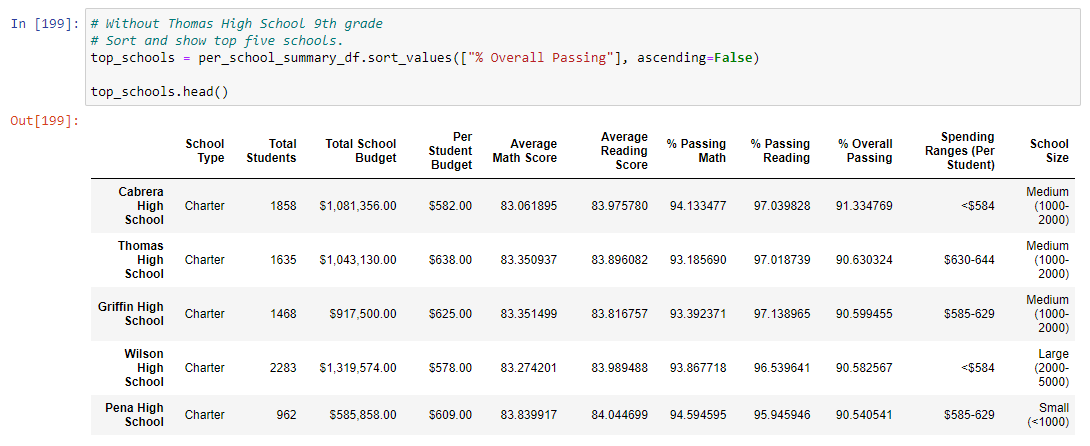 In [199]: # Without Thomas High School 9th grade
# Sort and show top five schools.
top_schools = per_school_summary_df.sort_values(["% Overall Passing"], ascending=False)
top_schools.head()
Out[199]:
School Type Total Students Total School Budget Per Student Budget Average Math Score Average Reading Score % Passing Math % Passing Reading % Overall Passing Spending Ranges (Per Student) School Size
Cabrera High School Charter 1858 $1,081,356.00 $582.00 83.061895 83.975780 94.133477 97.039828 91.334769 <$584 Medium (1000-2000)
Thomas High School Charter 1635 $1,043,130.00 $638.00 83.350937 83.896082 93.185690 97.018739 90.630324 $630-644 Medium (1000-2000)
Griffin High School Charter 1468 $917,500.00 $625.00 83.351499 83.816757 93.392371 97.138965 90.599455 $585-629 Medium (1000-2000)
Wilson High School Charter 2283 $1,319,574.00 $578.00 83.274201 83.989488 93.867718 96.539641 90.582567 <$584 Large (2000-5000)
Pena High School Charter 962 $585,858.00 $609.00 83.839917 84.044699 94.594595 95.945946 90.540541 $585-629 Small (<1000)